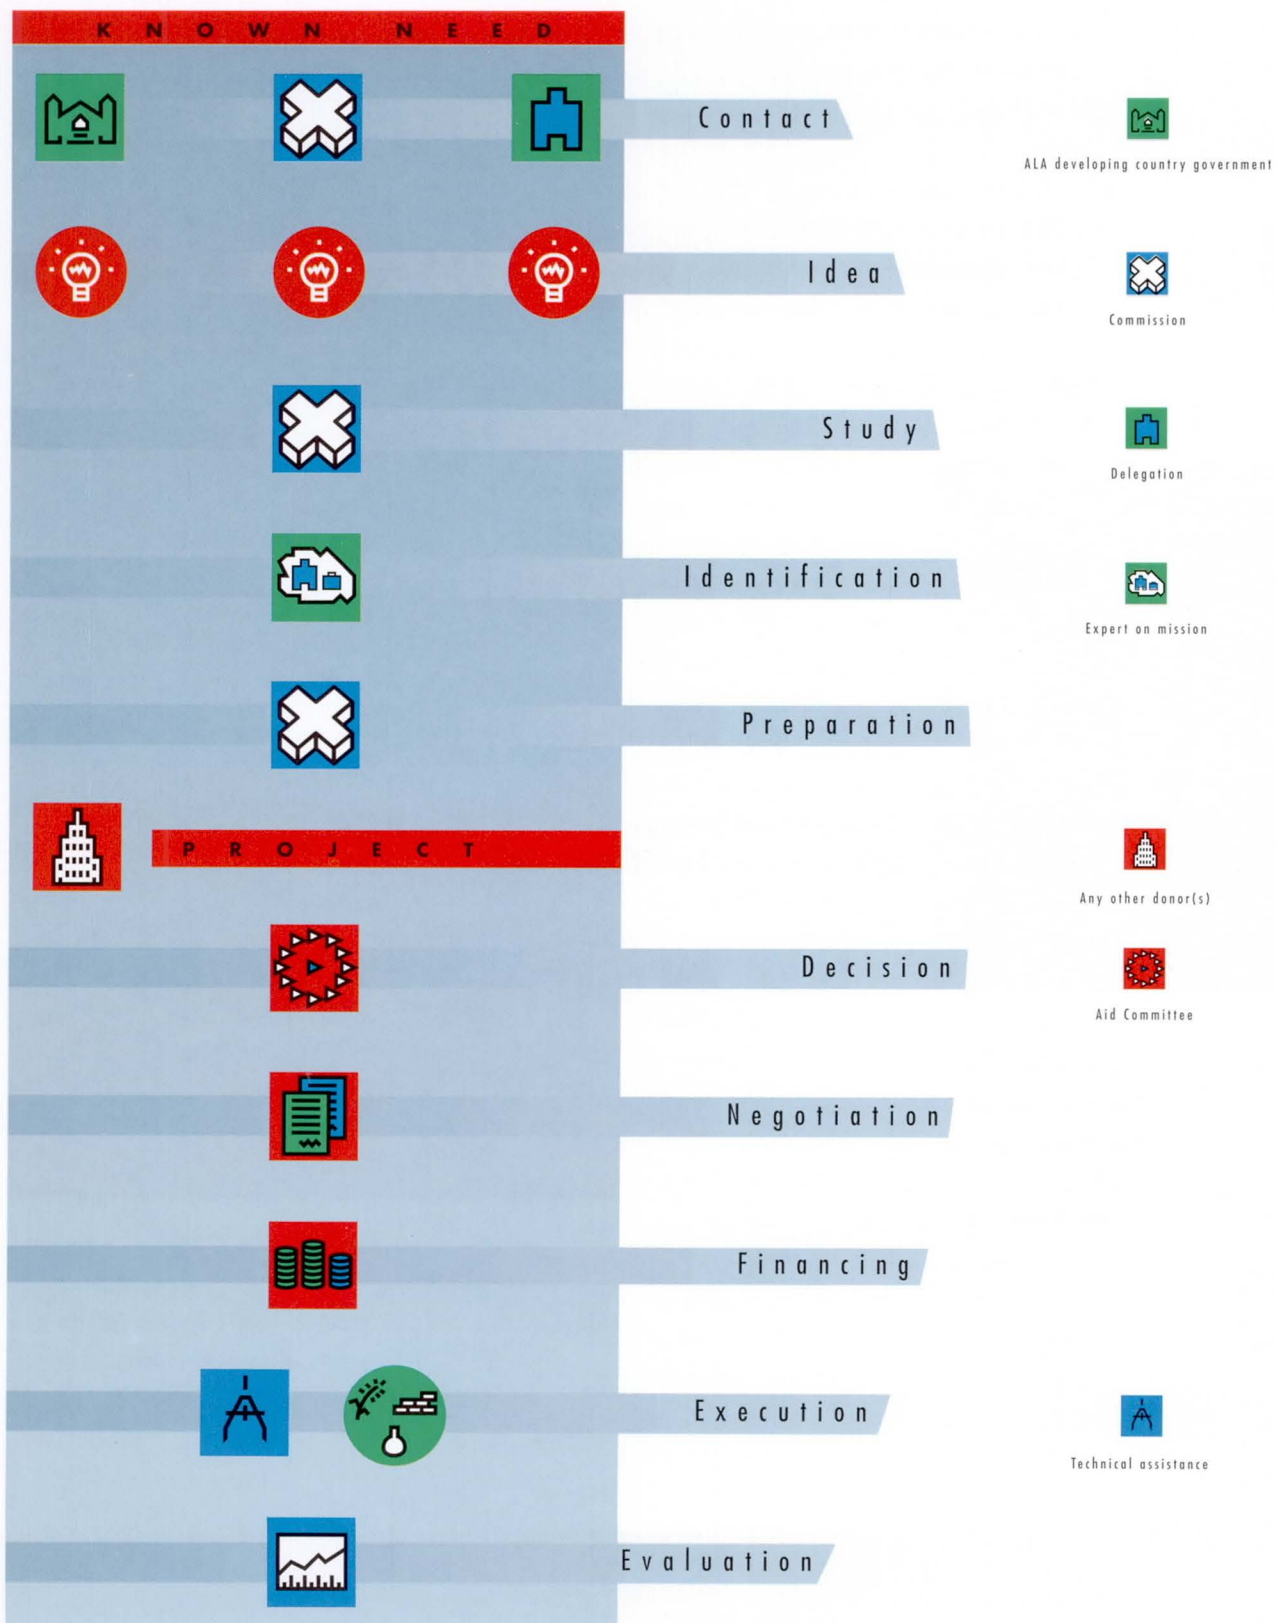 KNOWN NEED
Contact
ALA developing country government
Idea
Commission
Study
Delegation
Identification
Expert on mission
Preparation
PROJECT
Any other donor(s)
Decision
Aid Committee
Negotiation
Financing
Execution
Technical assistance
Evaluation